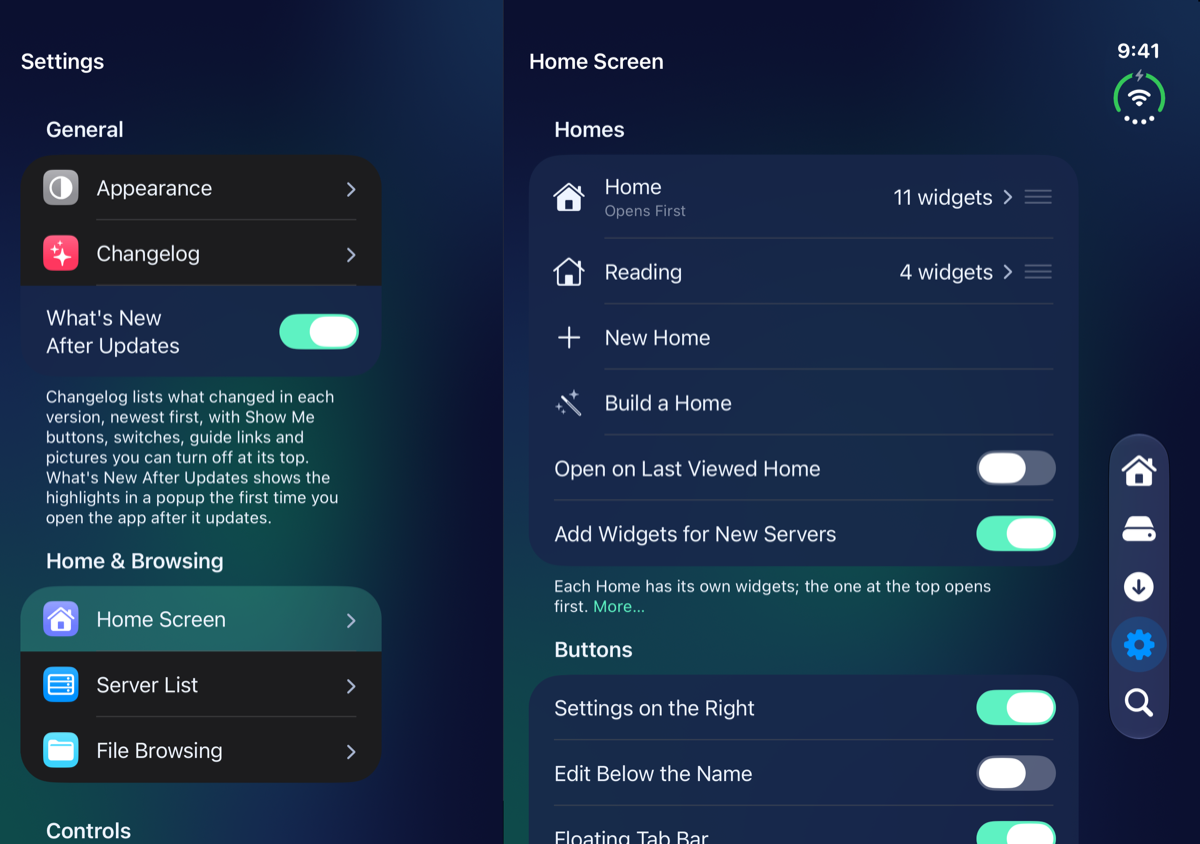 Settings
General
Appearance
Changelog
What's New
After Updates
Changelog lists what changed in each
version, newest first, with Show Me
buttons, switches, guide links and
pictures you can turn off at its top.
What's New After Updates shows the
highlights in a popup the first time you
open the app after it updates.
Home & Browsing
Home Screen
Server List
File Browsing
Controls
Home Screen
9:41
Homes
Home
Opens First
11 widgets
Reading
4 widgets
New Home
Build a Home
Open on Last Viewed Home
Add Widgets for New Servers
Each Home has its own widgets; the one at the top opens
first. More...
Buttons
Settings on the Right
Edit Below the Name
Floating Tab Bar